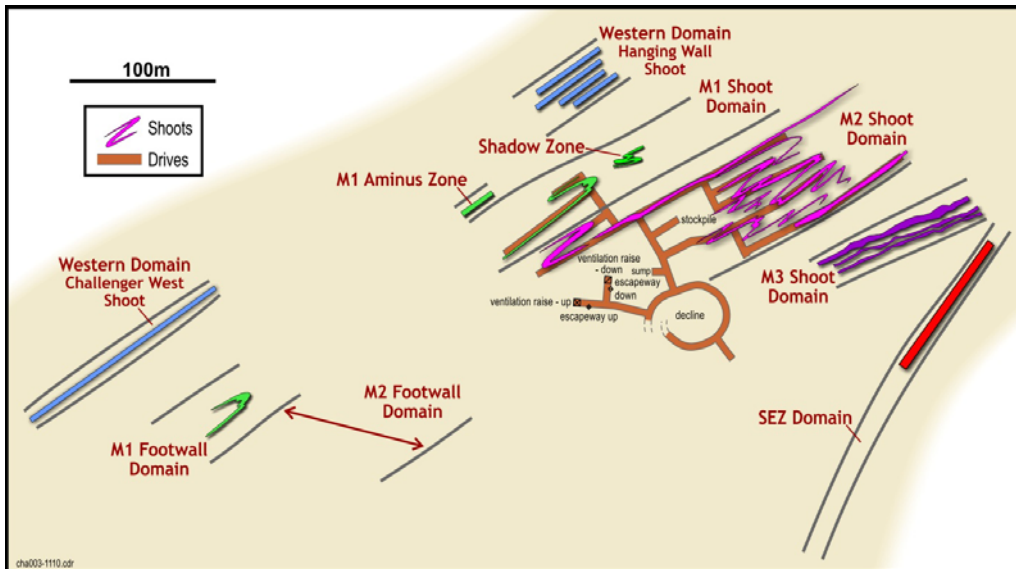 100m
Shoots
Drives
Western Domain
Hanging Wall
Shoot
M1 Shoot
Domain
M2 Shoot
Domain
Shadow Zone
M1 Aminus Zone
stockpile
Western Domain
Challenger West
Shoot
ventilation raise
- down
sump
escapeway
down
ventilation raise - up
escapeway up
decline
M3 Shoot
Domain
M2 Footwall
Domain
SEZ Domain
M1 Footwall
Domain
cha003-1110.cdr